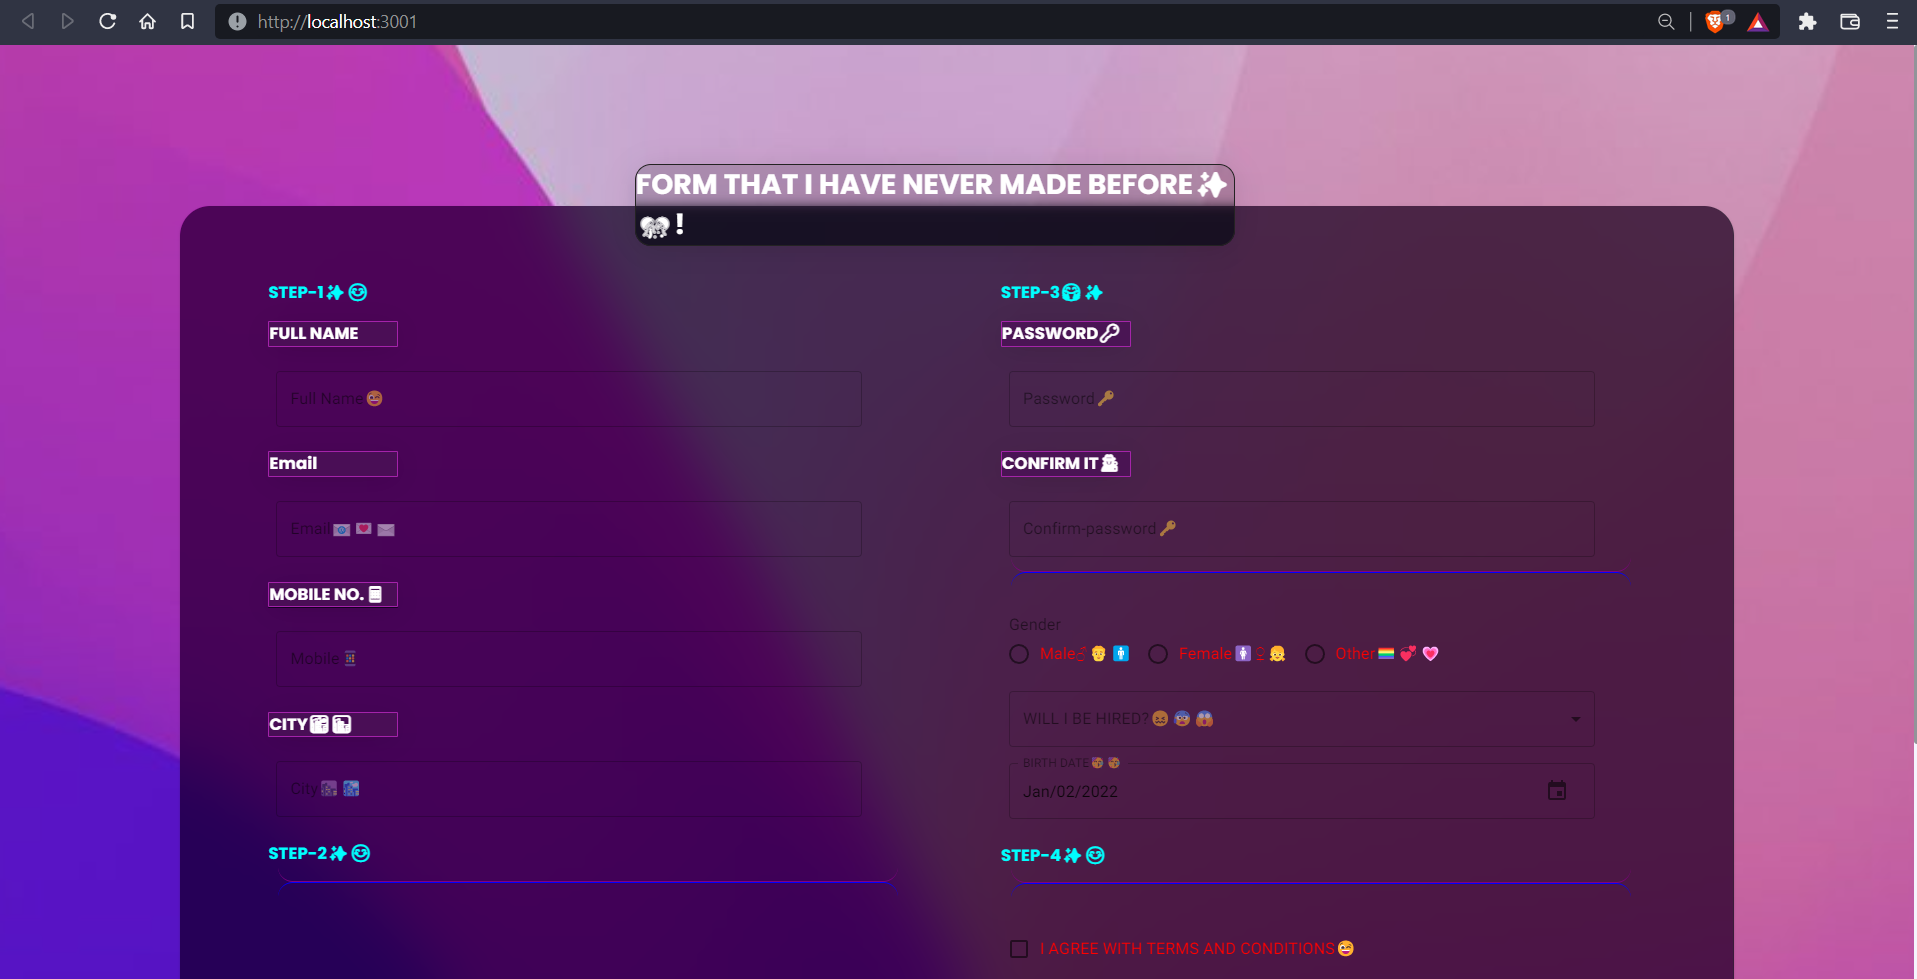 http://localhost:3001
1
FORM THAT I HAVE NEVER MADE BEFORE✨
!
STEP-1✨
FULL NAME
Full Name
Email
Email
MOBILE NO.
Mobile
CITY
City
STEP-2✨
STEP-3✨
PASSWORD🔑
Password🔑
CONFIRM IT
Confirm-password🔑
Gender
Male♂ Female♀ Other
WILL I BE HIRED?
BIRTH DATE
Jan/02/2022
STEP-4✨
I AGREE WITH TERMS AND CONDITIONS